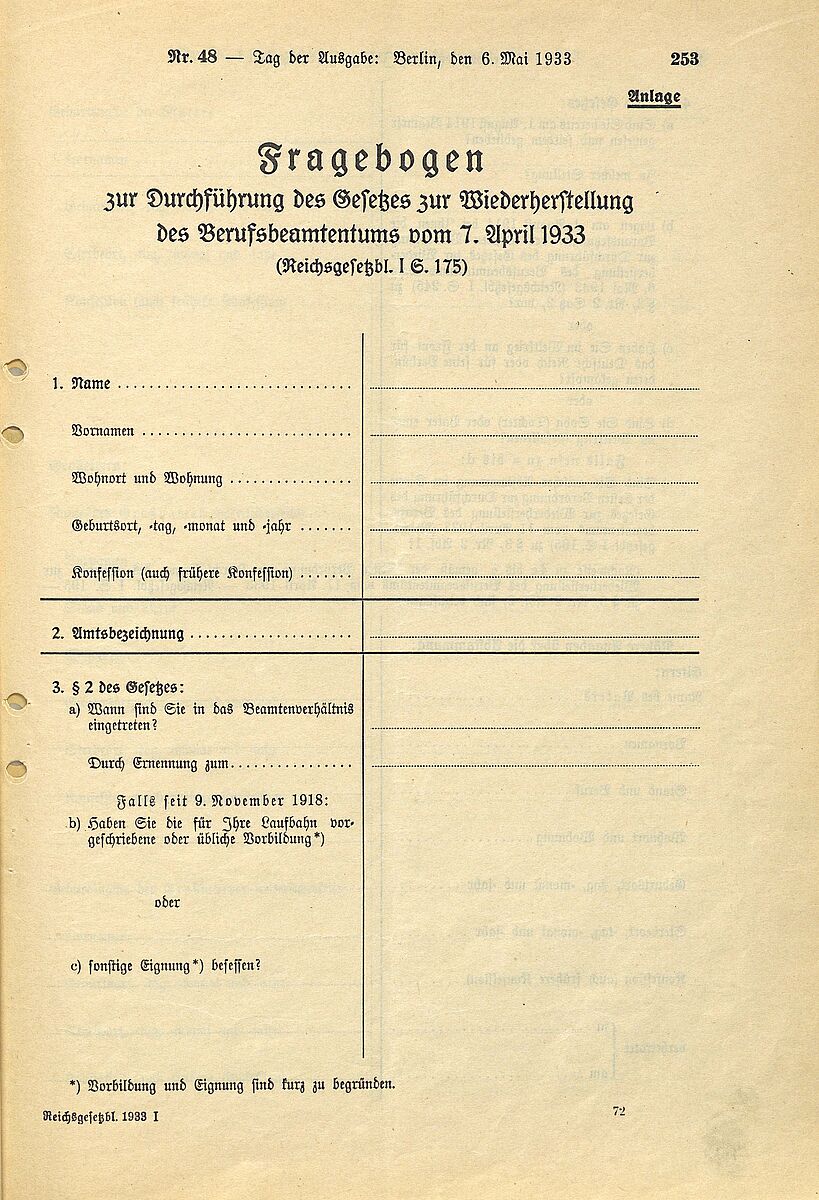 Nr. 48 — Tag der Ausgabe: Berlin, den 6. Mai 1933 253
Anlage
Fragebogen
zur Durchführung des Gesetzes zur Wiederherstellung
des Berufsbeamtentums vom 7. April 1933
(Reichsgesetzbl. I S. 175)
1. Name ..............................
Vornamen ..............................
Wohnort und Wohnung ................
Geburtsort, -tag, -monat und -jahr .......
Konfession (auch frühere Konfession) .......
2. Amtsbezeichnung ......................
3. § 2 des Gesetzes:
a) Wann sind Sie in das Beamtenverhältnis
eingetreten?
Durch Ernennung zum................
Falls seit 9. November 1918:
b) Haben Sie die für Ihre Laufbahn vor-
geschriebene oder übliche Vorbildung*)
oder
c) sonstige Eignung*) besessen?
*) Vorbildung und Eignung sind kurz zu begründen.
Reichsgesetzbl. 1933 I 72